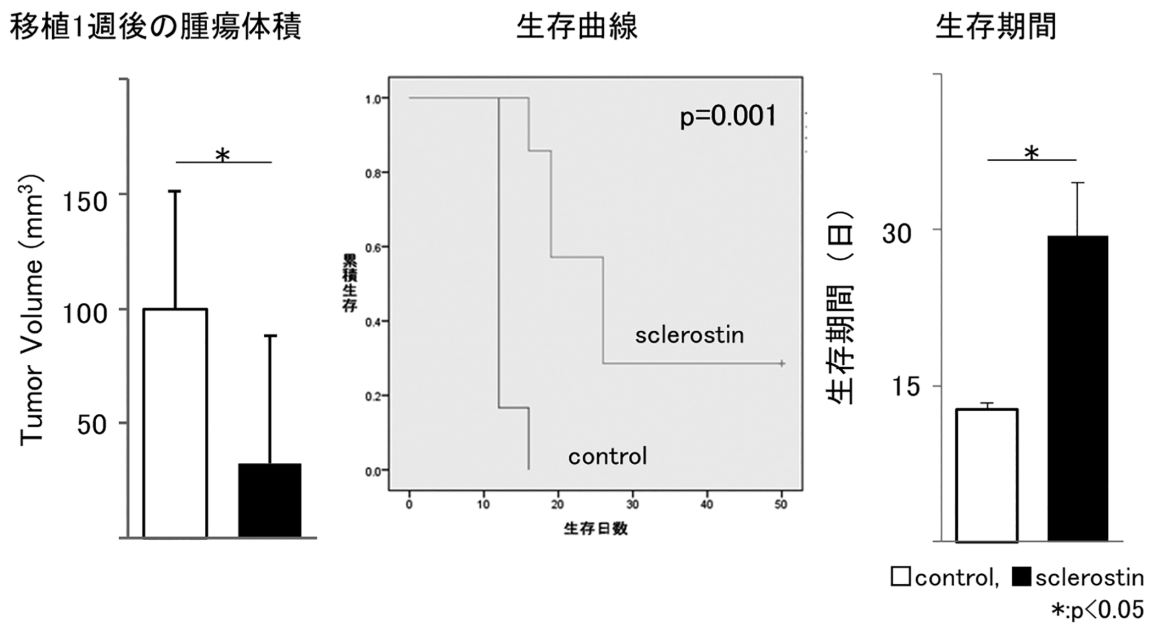 移植1週後の腫瘍体積
生存曲線
生存期間
Tumor Volume (mm³)
150
100
50
*
累積生存
1.0
0.8
0.6
0.4
0.2
0.0
p=0.001
sclerostin
control
0 10 20 30 40 50
生存日数
生存期間（日）
30
15
*
control, sclerostin
*:p<0.05